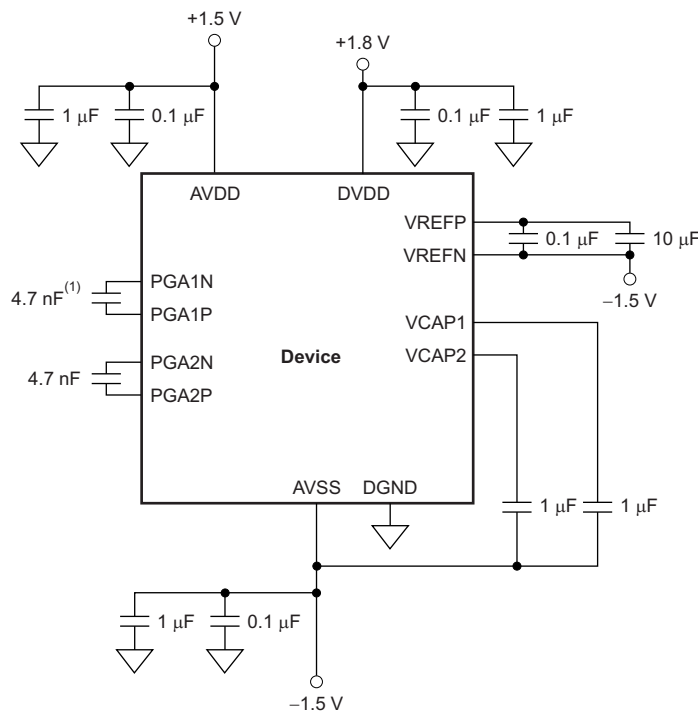 +1.5 V
+1.8 V
1 μF
0.1 μF
0.1 μF
1 μF
AVDD
DVDD
VREFP
0.1 μF
10 μF
VREFN
−1.5 V
PGA1N
4.7 nF(1)
PGA1P
VCAP1
PGA2N
Device
VCAP2
4.7 nF
PGA2P
AVSS
DGND
1 μF
1 μF
1 μF
0.1 μF
−1.5 V